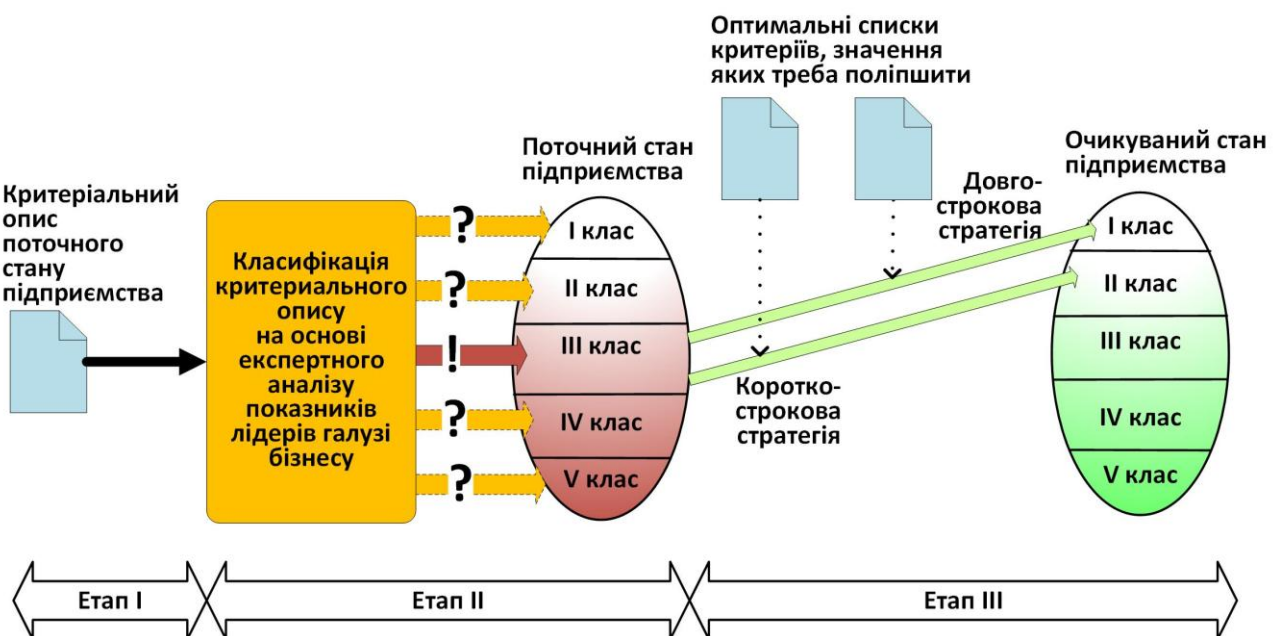 Оптимальні списки
критеріїв, значення
яких треба поліпшити
Критеріальний
опис
поточного
стану
підприємства
Класифікація
критериального
опису
на основі
експертного
аналізу
показників
лідерів галузі
бізнесу
?
?
!
?
?
Поточний стан
підприємства
I клас
II клас
III клас
IV клас
V клас
Довго-
строкова
стратегія
Коротко-
строкова
стратегія
Очикуваний стан
підприємства
I клас
II клас
III клас
IV клас
V клас
Етап I
Етап II
Етап III